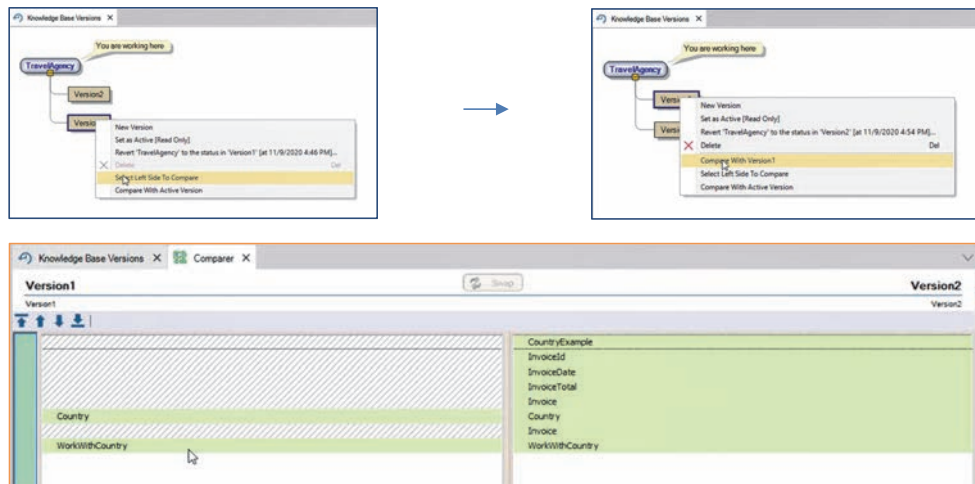 Knowledge Base Versions X
You are working here
TravelAgency
Version2
Versio
New Version
Set as Active [Read Only]
Revert 'TravelAgency' to the status in 'Version1' [at 11/9/2020 4:46 PM]...
Delete Del
Select Left Side To Compare
Compare With Active Version
Knowledge Base Versions X
You are working here
TravelAgency
Versi
Versi
New Version
Set as Active [Read Only]
Revert 'TravelAgency' to the status in 'Version2' [at 11/9/2020 4:54 PM]...
Delete Del
Compare With Version1
Select Left Side To Compare
Compare With Active Version
Knowledge Base Versions X Comparer X
Version1 Swap Version2
Version1 Version2
CountryExample
InvoiceId
InvoiceDate
InvoiceTotal
Invoice
Country Country
Invoice
WorkWithCountry WorkWithCountry